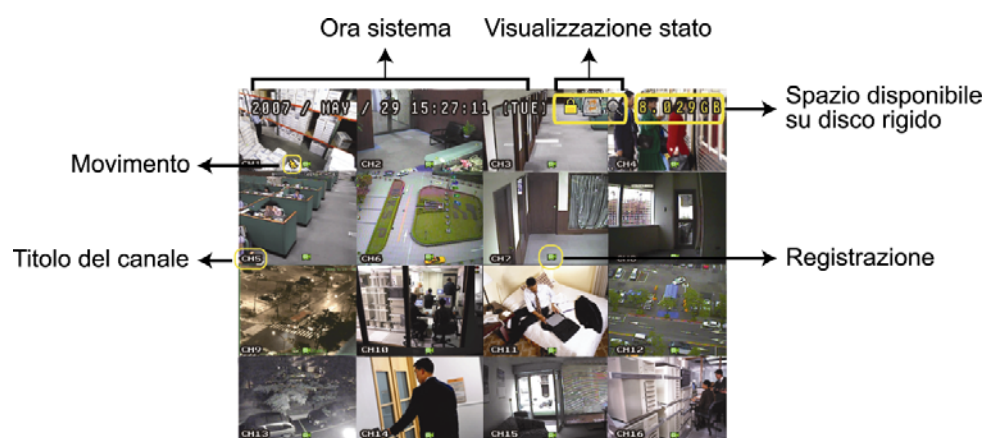 Ora sistema
Visualizzazione stato
2007 / MAY / 29 15:27:11 [TUE]
8.029GB
Spazio disponibile
su disco rigido
CH1
CH2
CH3
CH4
Movimento
Titolo del canale
CH5
CH6
CH7
CH8
Registrazione
CH9
CH10
CH11
CH12
CH13
CH14
CH15
CH16